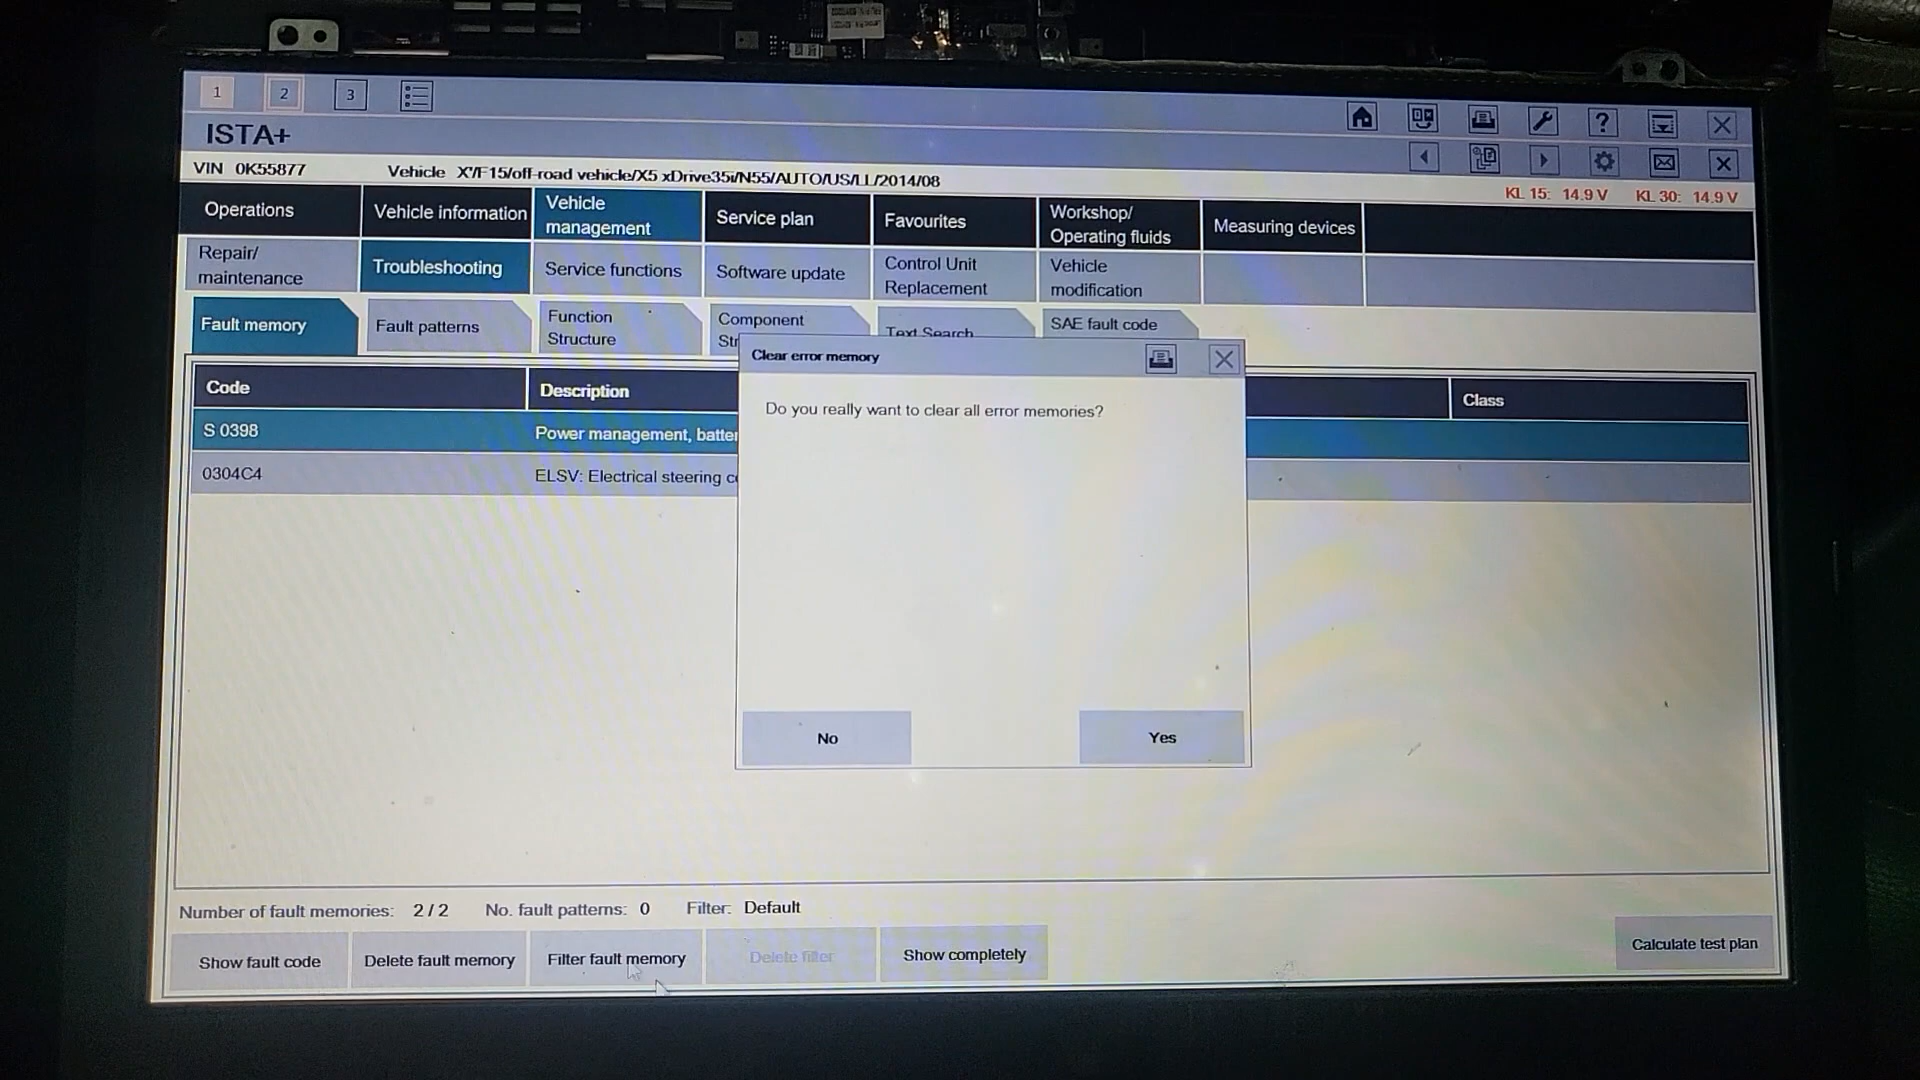 1 2 3
ISTA+
VIN 0K55877 Vehicle X'/F15/off-road vehicle/X5 xDrive35i/N55/AUTO/US/LL/2014/08
KL 15: 14.9 V KL 30: 14.9 V
Operations
Vehicle information
Vehicle
management
Service plan
Favourites
Workshop/
Operating fluids
Measuring devices
Repair/
maintenance
Troubleshooting
Service functions
Software update
Control Unit
Replacement
Vehicle
modification
Fault memory
Fault patterns
Function
Structure
Component
Str
Text Search
SAE fault code
Clear error memory
Do you really want to clear all error memories?
No Yes
Code Description Class
S 0398 Power management, batter
0304C4 ELSV: Electrical steering c
Number of fault memories: 2 / 2 No. fault patterns: 0 Filter: Default
Show fault code Delete fault memory Filter fault memory Delete filter Show completely Calculate test plan